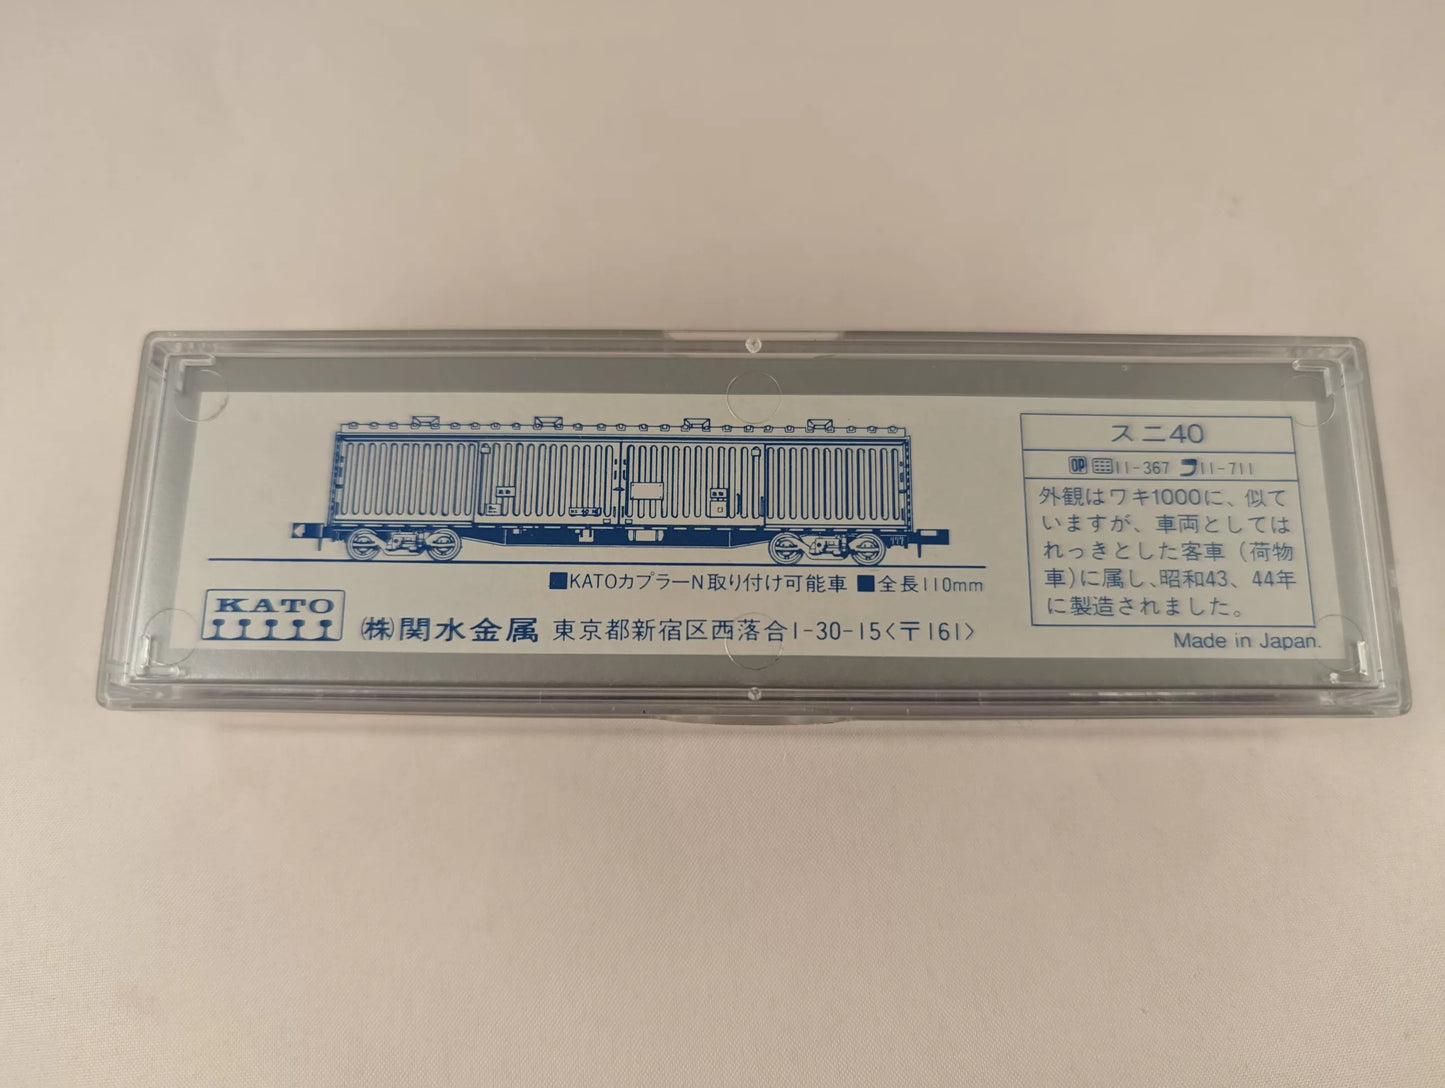 スニ40
OP 11-367 11-711
外観はワキ1000に、似て
いますが、車両としてはれ
れっきとした客車(荷物
車)に属し、昭和43、44年
に製造されました。
■KATOカプラーN取り付け可能車 ■全長110mm
KATO
(株)関水金属 東京都新宿区西落合1-30-15<〒161>
Made in Japan.